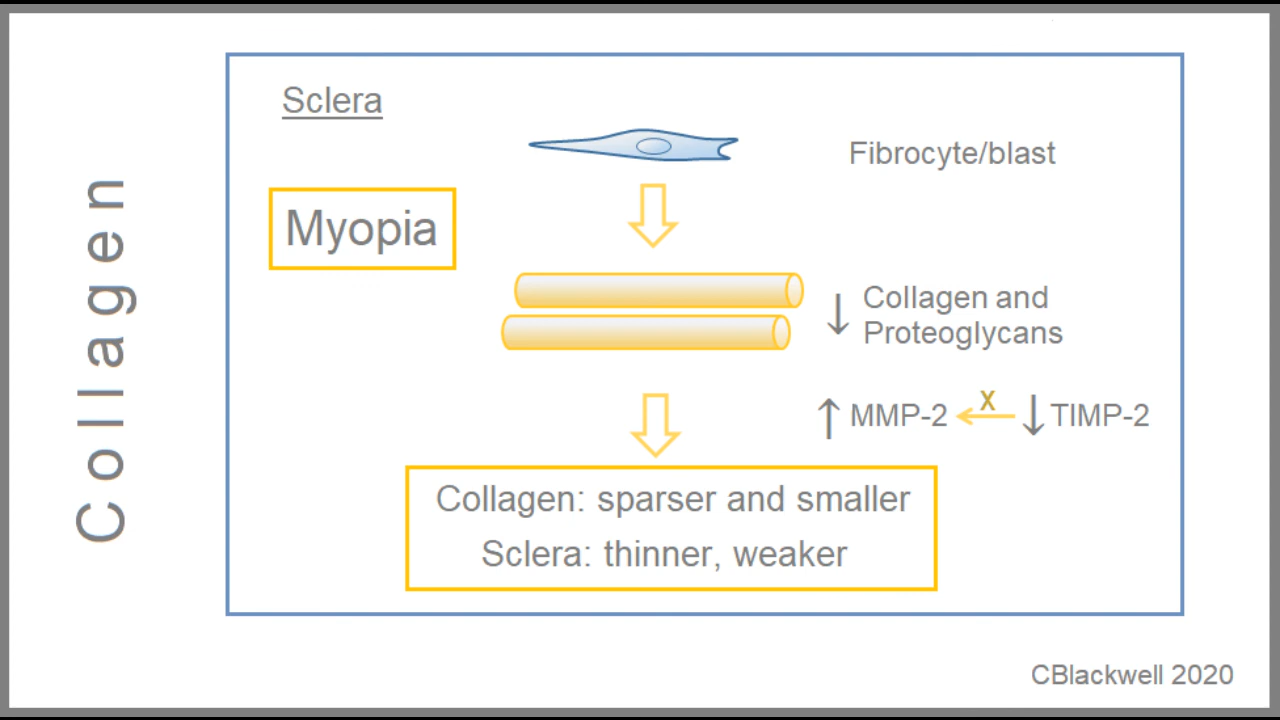 Collagen
Sclera
Fibrocyte/blast
Myopia
↓ Collagen and
Proteoglycans
↑ MMP-2 ← X ↓ TIMP-2
Collagen: sparser and smaller
Sclera: thinner, weaker
CBlackwell 2020